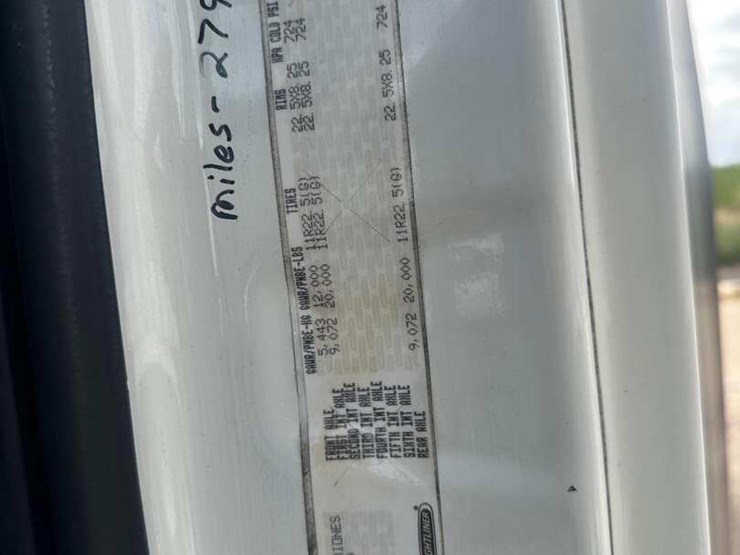 miles-279
GAWR/PNBE-KG GAWR/PNBE-LBS TIRES RIMS KPA COLD PSI
FRONT AXLE 5,443 12,000 11R22.5(G) 22.5X8.25 724
FIRST INT AXLE 9,072 20,000 11R22.5(G) 22.5X8.25 724
SECOND INT AXLE
THIRD INT AXLE
FOURTH INT AXLE
FIFTH INT AXLE
SIXTH INT AXLE
REAR AXLE 9,072 20,000 11R22.5(G) 22.5X8.25 724
IONES
GHTLINER